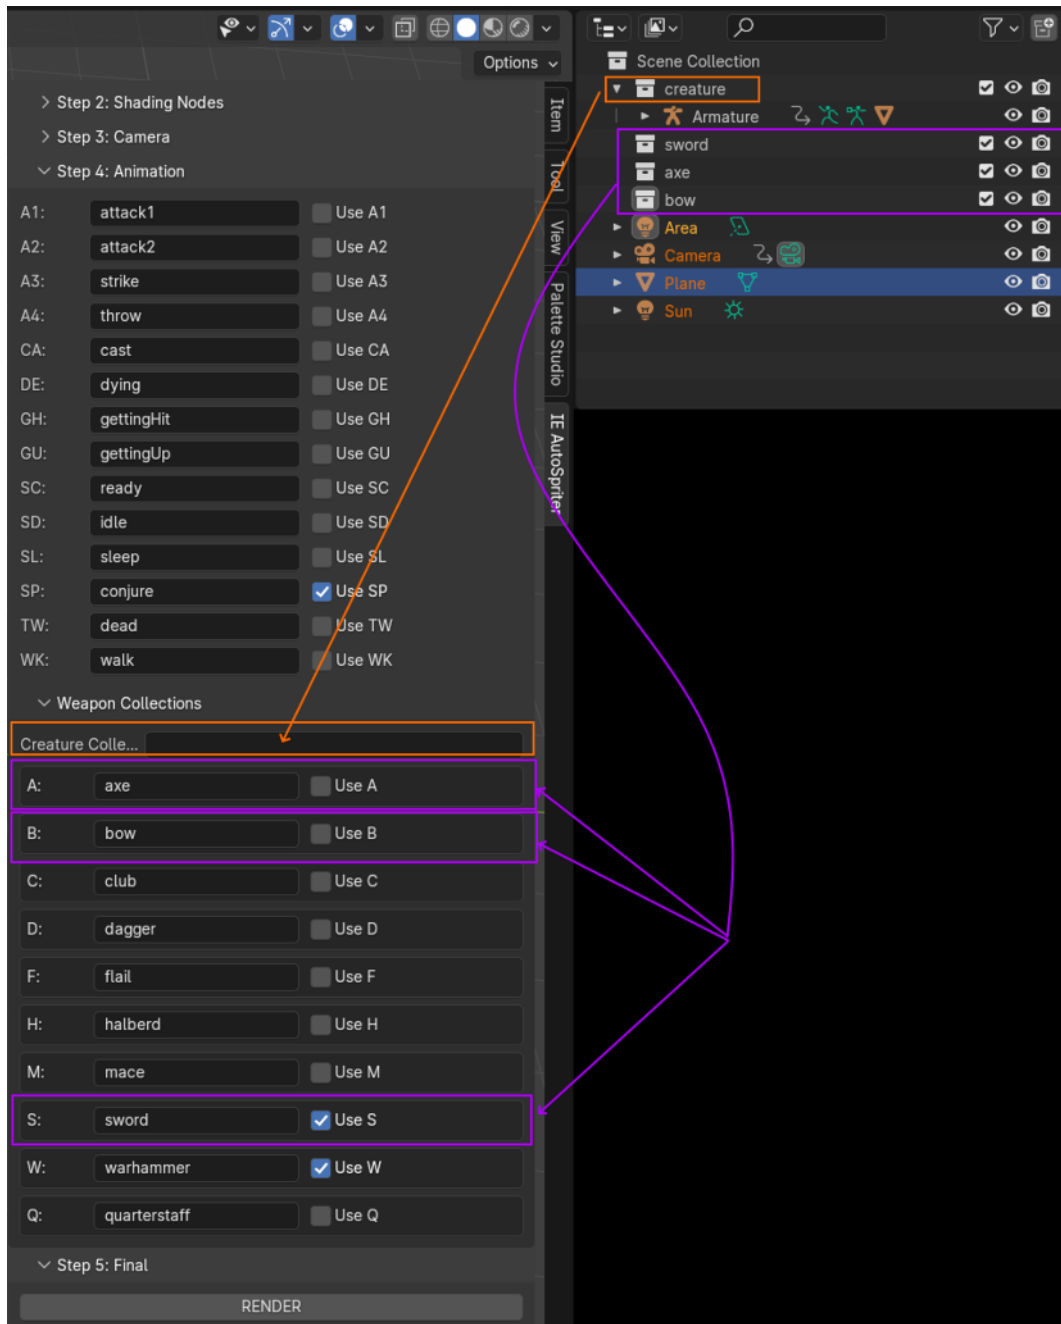 Options
Step 2: Shading Nodes
Step 3: Camera
Step 4: Animation
A1: attack1 Use A1
A2: attack2 Use A2
A3: strike Use A3
A4: throw Use A4
CA: cast Use CA
DE: dying Use DE
GH: gettingHit Use GH
GU: gettingUp Use GU
SC: ready Use SC
SD: idle Use SD
SL: sleep Use SL
SP: conjure Use SP
TW: dead Use TW
WK: walk Use WK
Weapon Collections
Creature Colle...
A: axe Use A
B: bow Use B
C: club Use C
D: dagger Use D
F: flail Use F
H: halberd Use H
M: mace Use M
S: sword Use S
W: warhammer Use W
Q: quarterstaff Use Q
Step 5: Final
RENDER
Item
Tool
View
Palette Studio
IE AutoSpriter
Scene Collection
creature
Armature
sword
axe
bow
Area
Camera
Plane
Sun